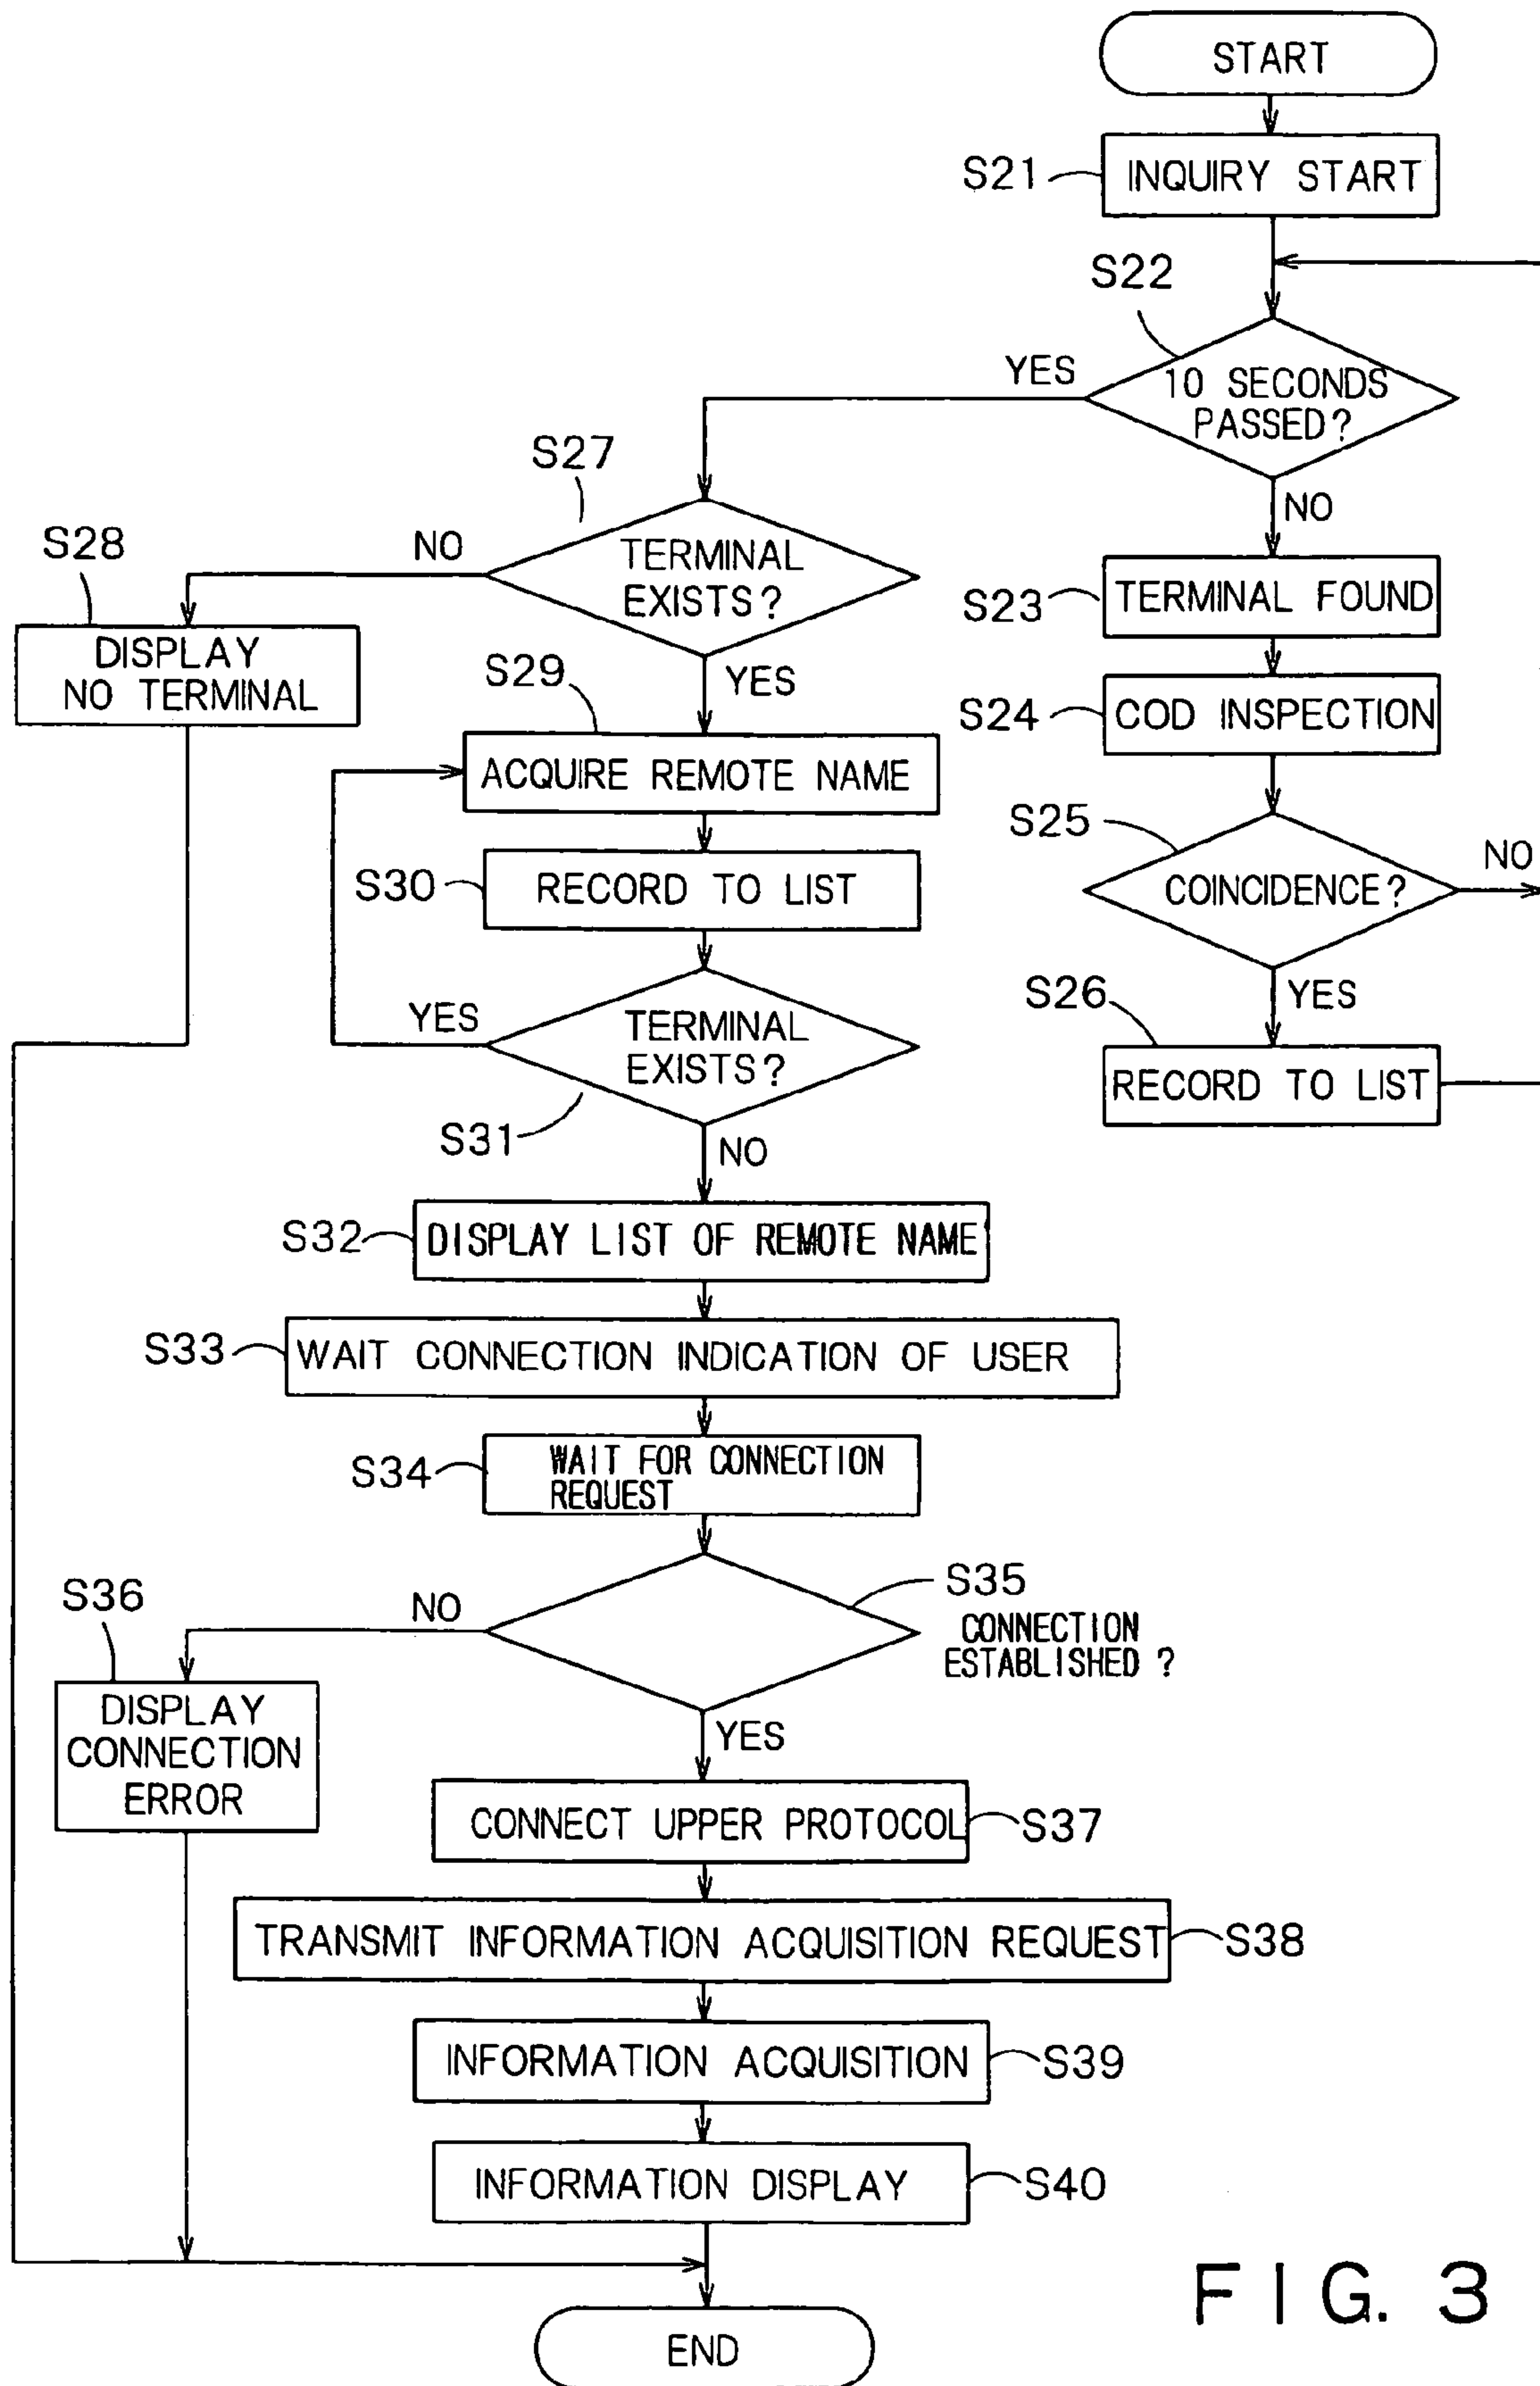 START
S21
INQUIRY START
S22
10 SECONDS
PASSED?
YES
NO
S23
TERMINAL FOUND
S24
COD INSPECTION
S25
COINCIDENCE?
NO
YES
S26
RECORD TO LIST
S27
TERMINAL
EXISTS?
NO
S28
DISPLAY
NO TERMINAL
YES
S29
ACQUIRE REMOTE NAME
S30
RECORD TO LIST
YES
TERMINAL
EXISTS?
S31
NO
S32
DISPLAY LIST OF REMOTE NAME
S33
WAIT CONNECTION INDICATION OF USER
S34
WAIT FOR CONNECTION
REQUEST
S35
CONNECTION
ESTABLISHED ?
NO
S36
DISPLAY
CONNECTION
ERROR
YES
CONNECT UPPER PROTOCOL
S37
TRANSMIT INFORMATION ACQUISITION REQUEST
S38
INFORMATION ACQUISITION
S39
INFORMATION DISPLAY
S40
END
FIG. 3